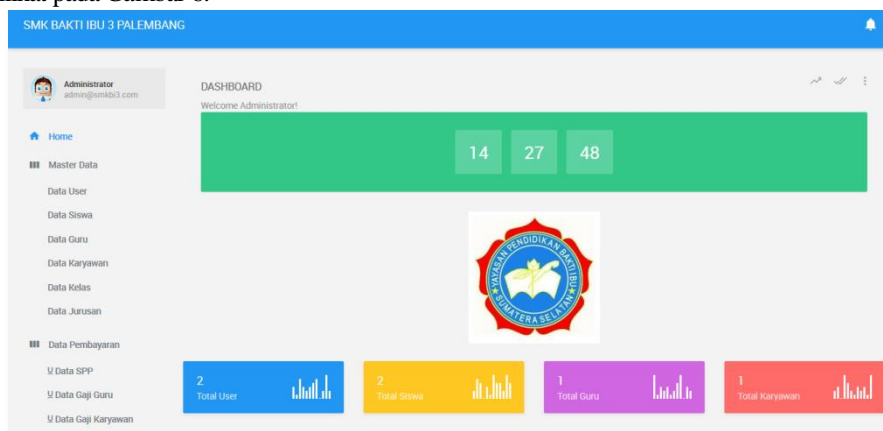 SMK BAKTI IBU 3 PALEMBANG
Administrator
admin@smkbi3.com
Home
Master Data
Data User
Data Siswa
Data Guru
Data Karyawan
Data Kelas
Data Jurusan
Data Pembayaran
Data SPP
Data Gaji Guru
Data Gaji Karyawan
DASHBOARD
Welcome Administrator!
14 27 48
YAYASAN PENDIDIKAN BAKTI IBU
SUMATERA SELATAN
2
Total User
2
Total Siswa
1
Total Guru
1
Total Karyawan